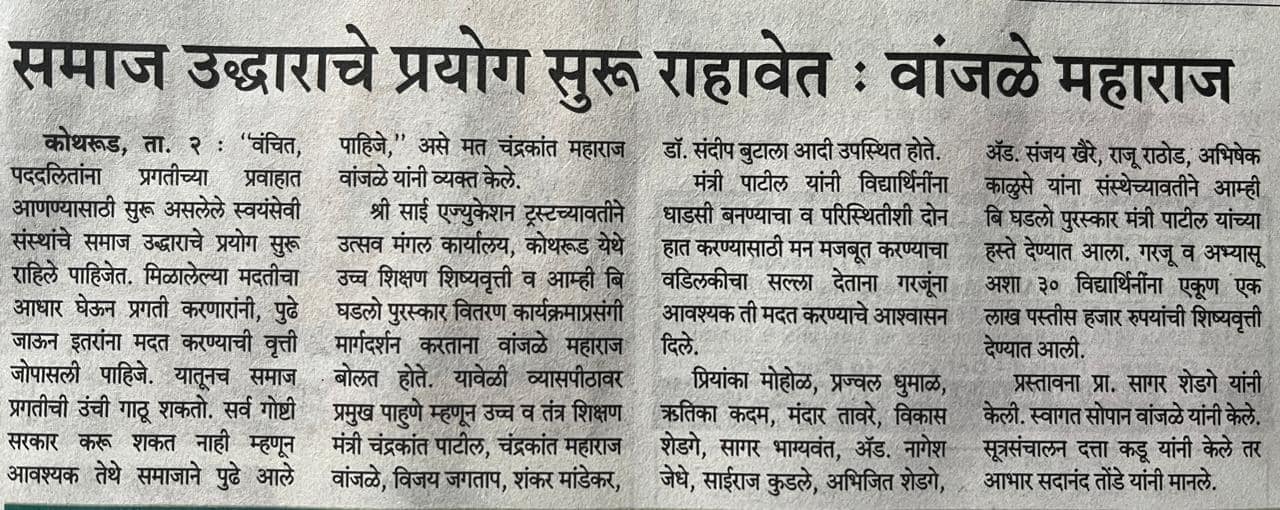 समाज उद्धाराचे प्रयोग सुरू राहावेत : वांजळे महाराज
कोथरूड, ता. २ : “वंचित,
पददलितांना प्रगतीच्या प्रवाहात
आणण्यासाठी सुरू असलेले स्वयंसेवी
संस्थांचे समाज उद्धाराचे प्रयोग सुरू
राहिले पाहिजेत. मिळालेल्या मदतीचा
आधार घेऊन प्रगती करणारांनी, पुढे
जाऊन इतरांना मदत करण्याची वृत्ती
जोपासली पाहिजे. यातूनच समाज
प्रगतीची उंची गाठू शकतो. सर्व गोष्टी
सरकार करू शकत नाही म्हणून
आवश्यक तेथे समाजाने पुढे आले
पाहिजे,” असे मत चंद्रकांत महाराज
वांजळे यांनी व्यक्त केले.
श्री साई एज्युकेशन ट्रस्टच्यावतीने
उत्सव मंगल कार्यालय, कोथरूड येथे
उच्च शिक्षण शिष्यवृत्ती व आम्ही बि
घडलो पुरस्कार वितरण कार्यक्रमाप्रसंगी
मार्गदर्शन करताना वांजळे महाराज
बोलत होते. यावेळी व्यासपीठावर
प्रमुख पाहुणे म्हणून उच्च व तंत्र शिक्षण
मंत्री चंद्रकांत पाटील, चंद्रकांत महाराज
वांजळे, विजय जगताप, शंकर मांडेकर,
डॉ. संदीप बुटाला आदी उपस्थित होते.
मंत्री पाटील यांनी विद्यार्थिनींना
धाडसी बनण्याचा व परिस्थितीशी दोन
हात करण्यासाठी मन मजबूत करण्याचा
वडिलकीचा सल्ला देताना गरजूंना
आवश्यक ती मदत करण्याचे आश्वासन
दिले.
प्रियांका मोहोळ, प्रज्वल धुमाळ,
ऋतिका कदम, मंदार तावरे, विकास
शेडगे, सागर भाग्यवंत, ॲड. नागेश
जेधे, साईराज कुडले, अभिजित शेडगे,
ॲड. संजय खैरे, राजू राठोड, अभिषेक
काळुसे यांना संस्थेच्यावतीने आम्ही
बि घडलो पुरस्कार मंत्री पाटील यांच्या
हस्ते देण्यात आला. गरजू व अभ्यासू
अशा ३० विद्यार्थिनींना एकूण एक
लाख पस्तीस हजार रुपयांची शिष्यवृत्ती
देण्यात आली.
प्रस्तावना प्रा. सागर शेडगे यांनी
केली. स्वागत सोपान वांजळे यांनी केले.
सूत्रसंचालन दत्ता कडू यांनी केले तर
आभार सदानंद तोंडे यांनी मानले.